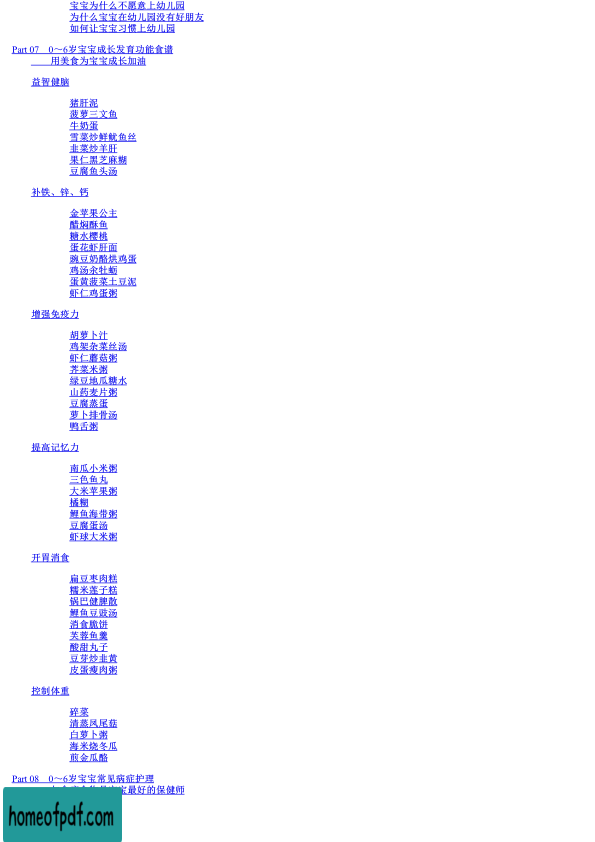 宝宝为什么不愿意上幼儿园
为什么宝宝在幼儿园没有好朋友
如何让宝宝习惯上幼儿园
Part 07　0～6岁宝宝成长发育功能食谱
用美食为宝宝成长加油
益智健脑
猪肝泥
菠萝三文鱼
牛奶蛋
雪菜炒鲜鱿鱼丝
韭菜炒羊肝
果仁黑芝麻糊
豆腐鱼头汤
补铁、锌、钙
金苹果公主
醋焖酥鱼
糖水樱桃
蛋花虾肝面
豌豆奶酪烘鸡蛋
鸡汤汆牡蛎
蛋黄菠菜土豆泥
虾仁鸡蛋粥
增强免疫力
胡萝卜汁
鸡架杂菜丝汤
虾仁蘑菇粥
荠菜米粥
绿豆地瓜糖水
山药麦片粥
豆腐蒸蛋
萝卜排骨汤
鸭舌粥
提高记忆力
南瓜小米粥
三色鱼丸
大米苹果粥
橘糊
鲤鱼海带粥
豆腐蛋汤
虾球大米粥
开胃消食
扁豆枣肉糕
糯米莲子糕
锅巴健脾散
鲫鱼豆豉汤
消食脆饼
芙蓉鱼羹
酸甜丸子
豆芽炒韭黄
皮蛋瘦肉粥
控制体重
碎菜
清蒸凤尾菇
白萝卜粥
海米烧冬瓜
煎金瓜酪
Part 08　0～6岁宝宝常见病症护理
宝最好的保健师
homeofpdf.com